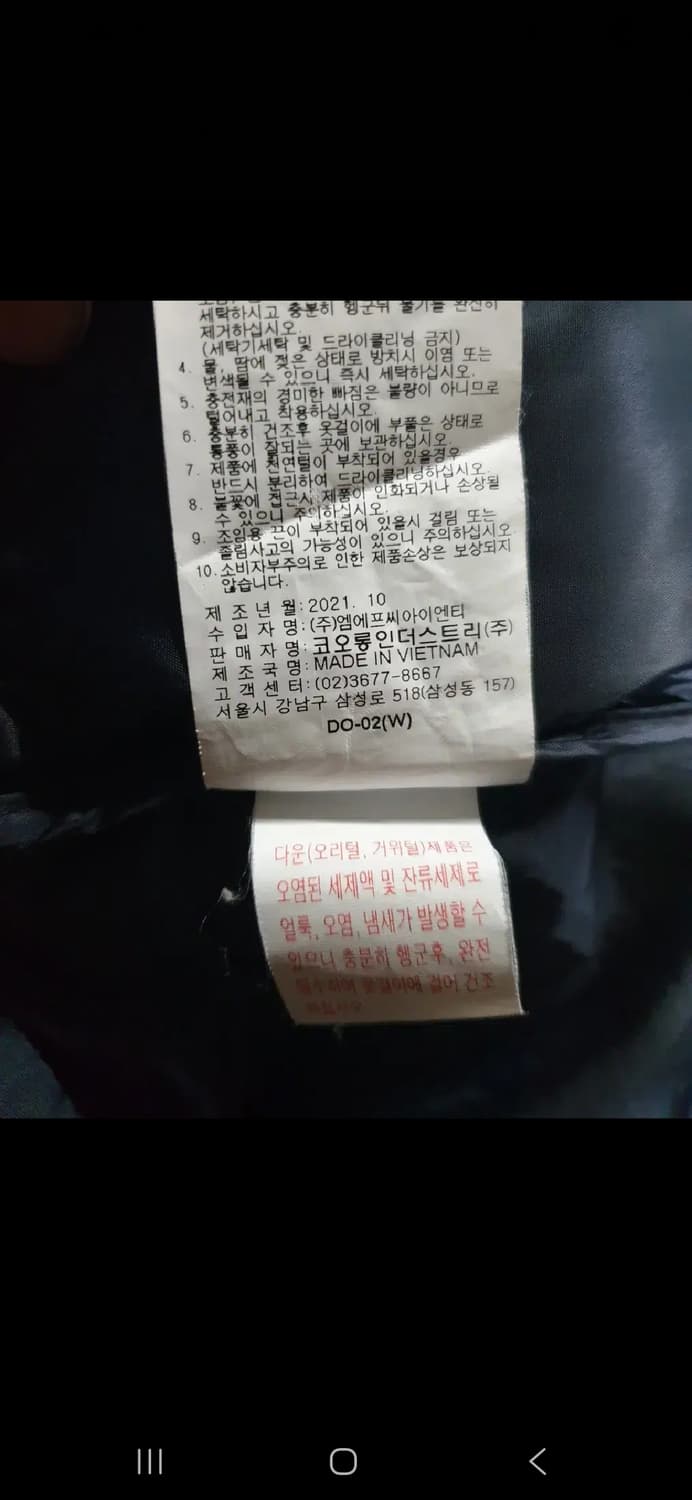 세탁하시고 충분히 헹군뒤 물기를 완전히
제거하십시오.
(세탁기세탁 및 드라이클리닝 금지)
4. 물, 땀에 젖은 상태로 방치시 이염 또는
변색될 수 있으니 즉시 세탁하십시오.
5. 충전재의 경미한 빠짐은 불량이 아니므로
털어내고 착용하십시오.
6. 충분히 건조후 옷걸이에 부풀은 상태로
통풍이 잘되는 곳에 보관하십시오.
7. 제품에 천연털이 부착되어 있을경우
반드시 분리하여 드라이클리닝하십시오.
8. 불꽃에 접근시 제품이 인화되거나 손상될
수 있으니 주의하십시오.
9. 조임용 끈이 부착되어 있을시 걸림 또는
졸림사고의 가능성이 있으니 주의하십시오
10. 소비자부주의로 인한 제품손상은 보상되지
않습니다.
제 조 년 월: 2021. 10
수 입 자 명: (주)엠에프씨아이엔티
판 매 자 명: 코오롱인더스트리(주)
제 조 국 명: MADE IN VIETNAM
고 객 센 터: (02)3677-8667
서울시 강남구 삼성로 518(삼성동 157)
DO-02(W)
다운(오리털, 거위털)제품은
오염된 세제액 및 잔류세제로
얼룩, 오염, 냄새가 발생할 수
있으니 충분히 헹군후, 완전
탈수하여 옷걸이에 걸어 건조
하십시오